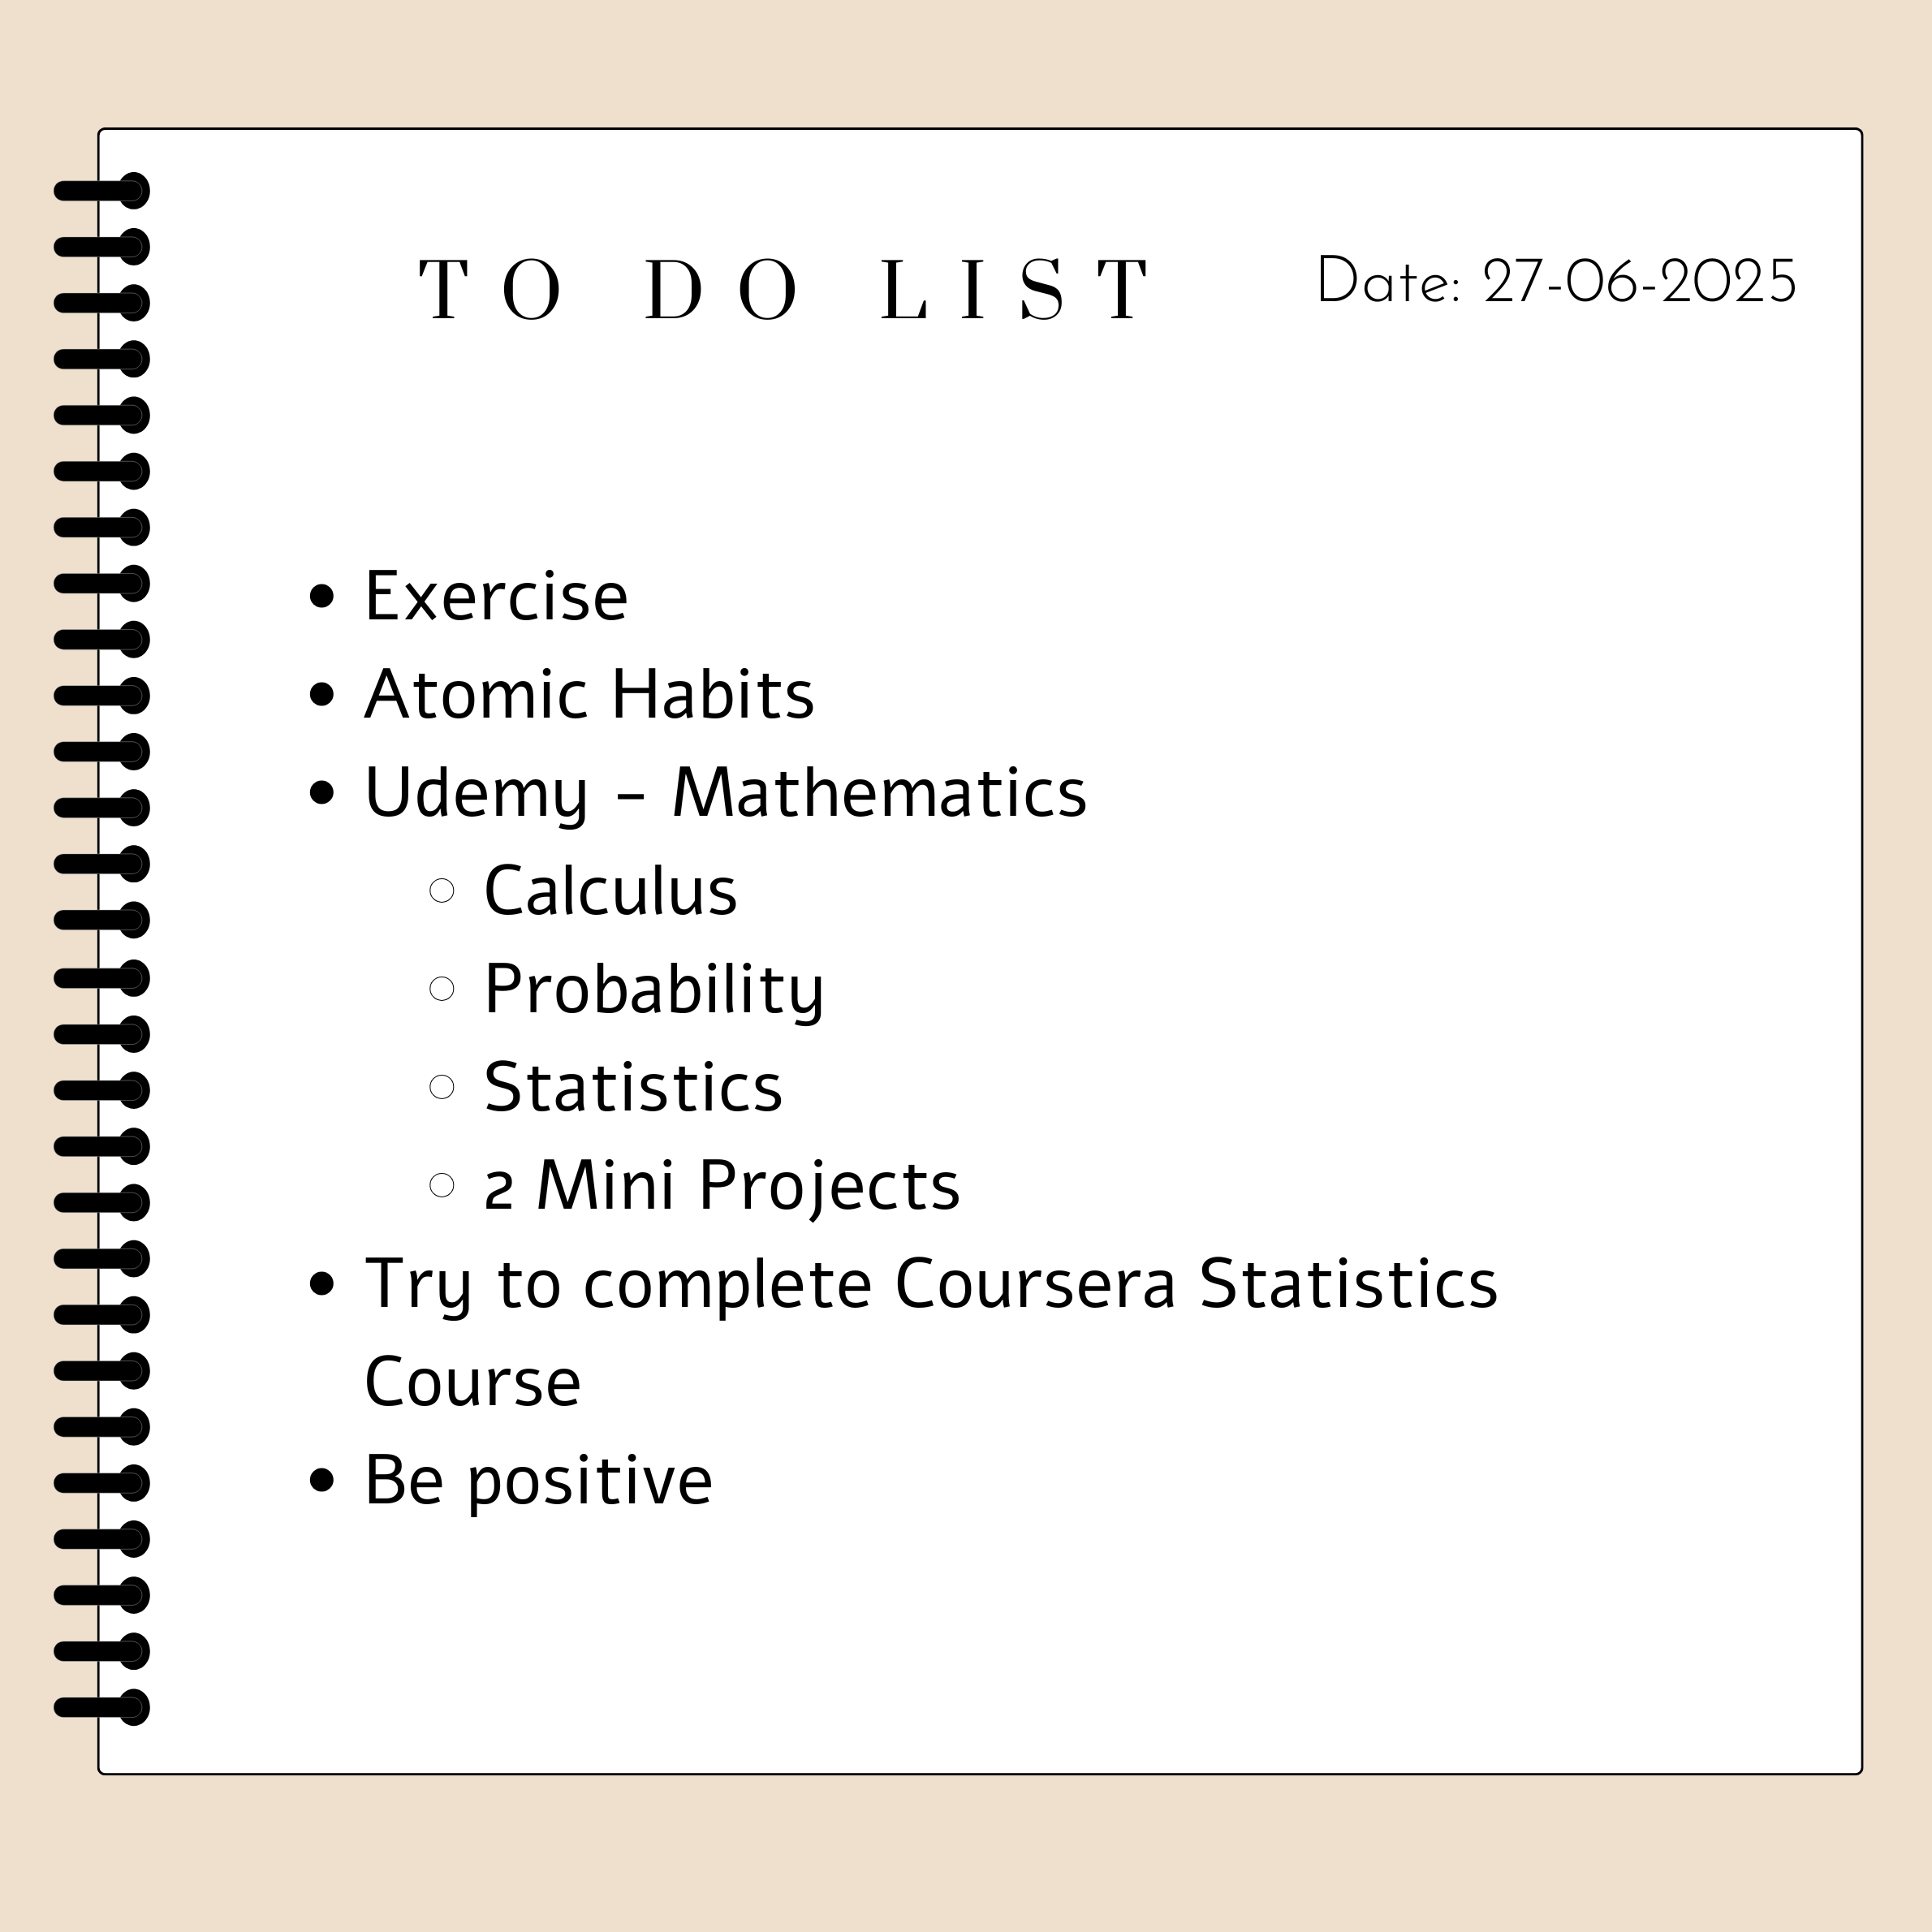 TO DO LIST
Date: 27-06-2025
• Exercise
• Atomic Habits
• Udemy - Mathematics
○ Calculus
○ Probability
○ Statistics
○ 2 Mini Projects
• Try to complete Coursera Statistics
Course
• Be positive